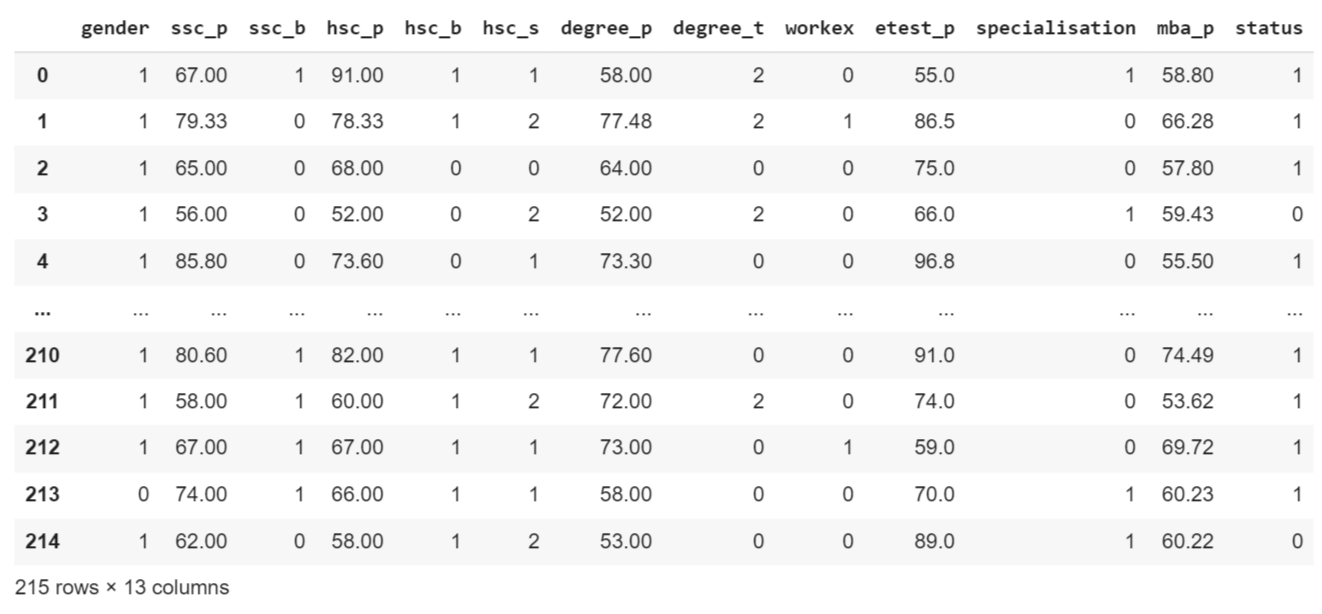 gender ssc_p ssc_b hsc_p hsc_b hsc_s degree_p degree_t workex etest_p specialisation mba_p status
0 1 67.00 1 91.00 1 1 58.00 2 0 55.0 1 58.80 1
1 1 79.33 0 78.33 1 2 77.48 2 1 86.5 0 66.28 1
2 1 65.00 0 68.00 0 0 64.00 0 0 75.0 0 57.80 1
3 1 56.00 0 52.00 0 2 52.00 2 0 66.0 1 59.43 0
4 1 85.80 0 73.60 0 1 73.30 0 0 96.8 0 55.50 1
... ... ... ... ... ... ... ... ... ... ... ... ... ...
210 1 80.60 1 82.00 1 1 77.60 0 0 91.0 0 74.49 1
211 1 58.00 1 60.00 1 2 72.00 2 0 74.0 0 53.62 1
212 1 67.00 1 67.00 1 1 73.00 0 1 59.0 0 69.72 1
213 0 74.00 1 66.00 1 1 58.00 0 0 70.0 1 60.23 1
214 1 62.00 0 58.00 1 2 53.00 0 0 89.0 1 60.22 0
215 rows × 13 columns